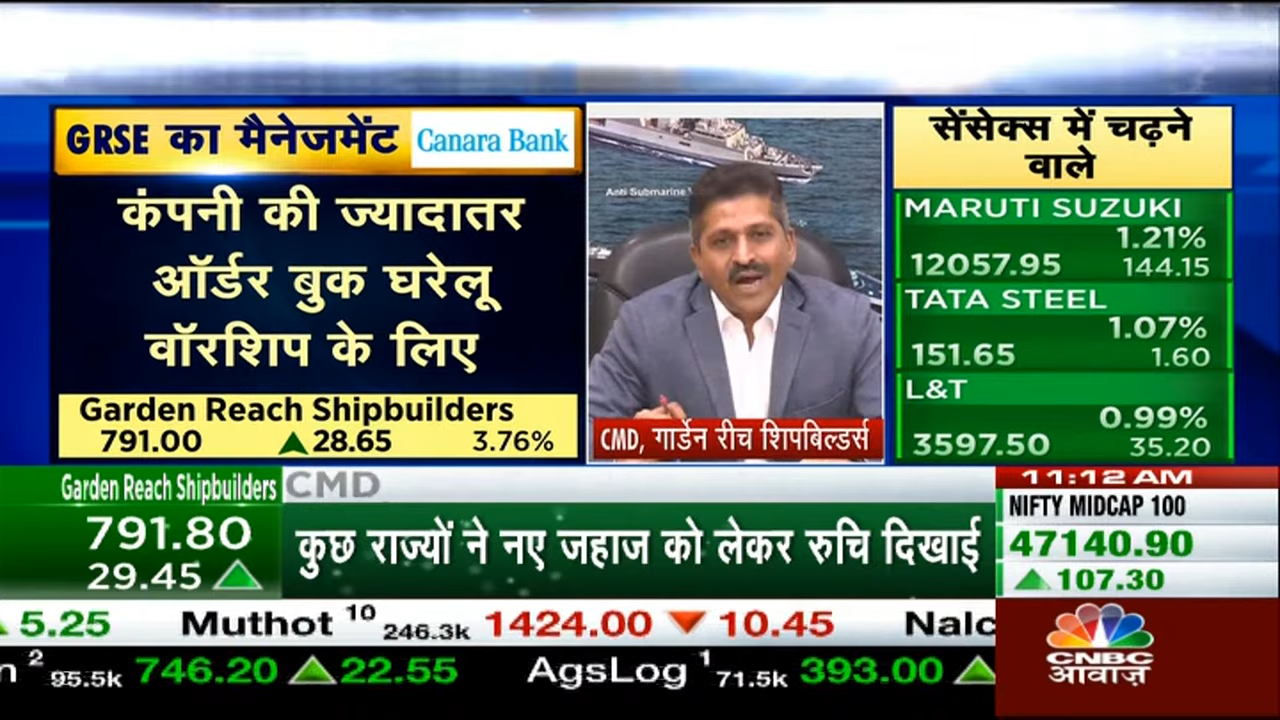 GRSE का मैनेजमेंट
Canara Bank
कंपनी की ज्यादातर
ऑर्डर बुक घरेलू
वॉरशिप के लिए
Garden Reach Shipbuilders
791.00 ▲28.65 3.76%
Anti Submarine
CMD, गार्डेन रीच शिपबिल्डर्स
सेंसेक्स में चढ़ने
वाले
MARUTI SUZUKI
1.21%
12057.95 144.15
TATA STEEL
1.07%
151.65 1.60
L&T
0.99%
3597.50 35.20
Garden Reach Shipbuilders
791.80
29.45 ▲
CMD
कुछ राज्यों ने नए जहाज को लेकर रुचि दिखाई
11:12 AM
NIFTY MIDCAP 100
47140.90
▲107.30
▲ 5.25 Muthot 10 246.3k 1424.00 ▼ 10.45 Nalc
n 2 95.5k 746.20 ▲22.55 AgsLog 1 71.5k 393.00 ▲
CNBC
आवाज़